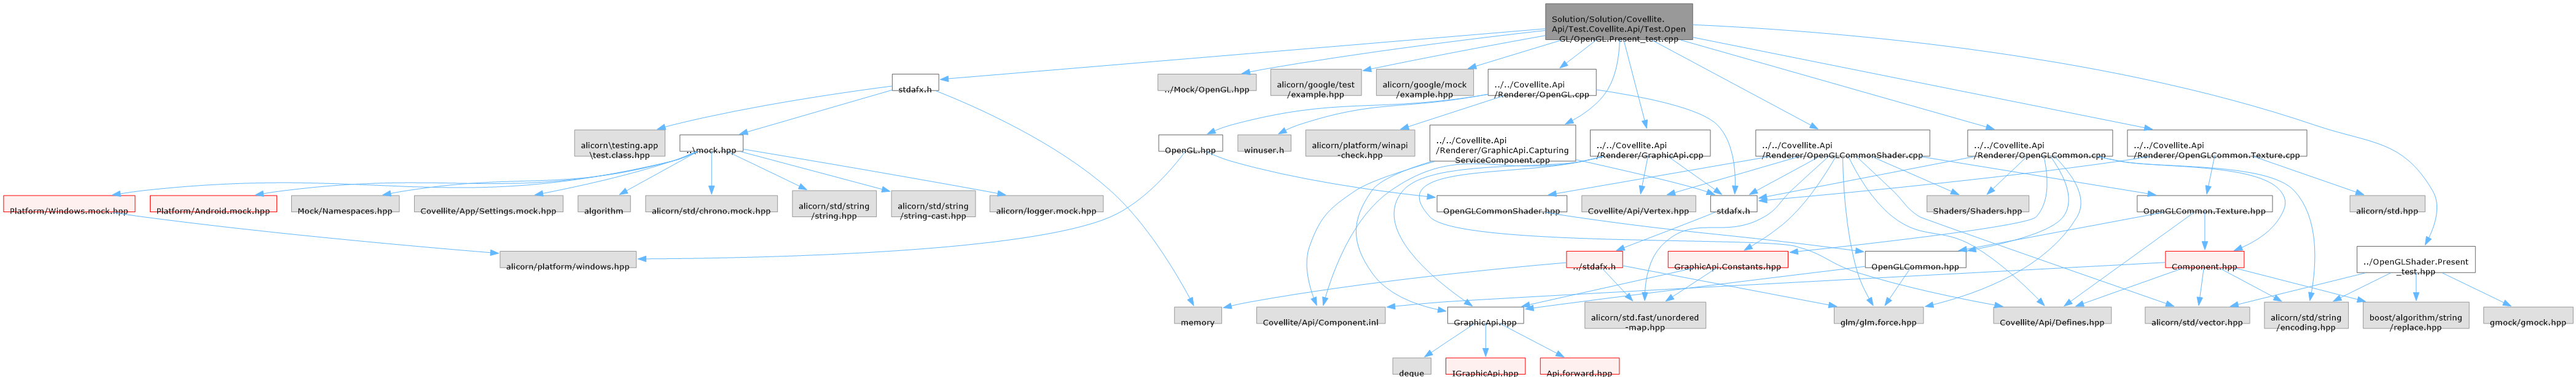 Solution/Solution/Covellite.
Api/Test.Covellite.Api/Test.Open
GL/OpenGL.Present_test.cpp
stdafx.h
../Mock/OpenGL.hpp
alicorn/google/test
/example.hpp
alicorn/google/mock
/example.hpp
../../Covellite.Api
/Renderer/OpenGL.cpp
alicorn\testing.app
\test.class.hpp
..\mock.hpp
OpenGL.hpp
winuser.h
alicorn/platform/winapi
-check.hpp
../../Covellite.Api
/Renderer/GraphicApi.Capturing
ServiceComponent.cpp
../../Covellite.Api
/Renderer/GraphicApi.cpp
../../Covellite.Api
/Renderer/OpenGLCommonShader.cpp
../../Covellite.Api
/Renderer/OpenGLCommon.cpp
../../Covellite.Api
/Renderer/OpenGLCommon.Texture.cpp
Platform/Windows.mock.hpp
Platform/Android.mock.hpp
Mock/Namespaces.hpp
Covellite/App/Settings.mock.hpp
algorithm
alicorn/std/chrono.mock.hpp
alicorn/std/string
/string.hpp
alicorn/std/string
/string-cast.hpp
alicorn/logger.mock.hpp
OpenGLCommonShader.hpp
Covellite/Api/Vertex.hpp
stdafx.h
Shaders/Shaders.hpp
OpenGLCommon.Texture.hpp
alicorn/std.hpp
alicorn/platform/windows.hpp
../stdafx.h
GraphicApi.Constants.hpp
OpenGLCommon.hpp
Component.hpp
../OpenGLShader.Present
_test.hpp
memory
Covellite/Api/Component.inl
GraphicApi.hpp
alicorn/std.fast/unordered
-map.hpp
glm/glm.force.hpp
Covellite/Api/Defines.hpp
alicorn/std/vector.hpp
alicorn/std/string
/encoding.hpp
boost/algorithm/string
/replace.hpp
gmock/gmock.hpp
deque
IGraphicApi.hpp
Api.forward.hpp